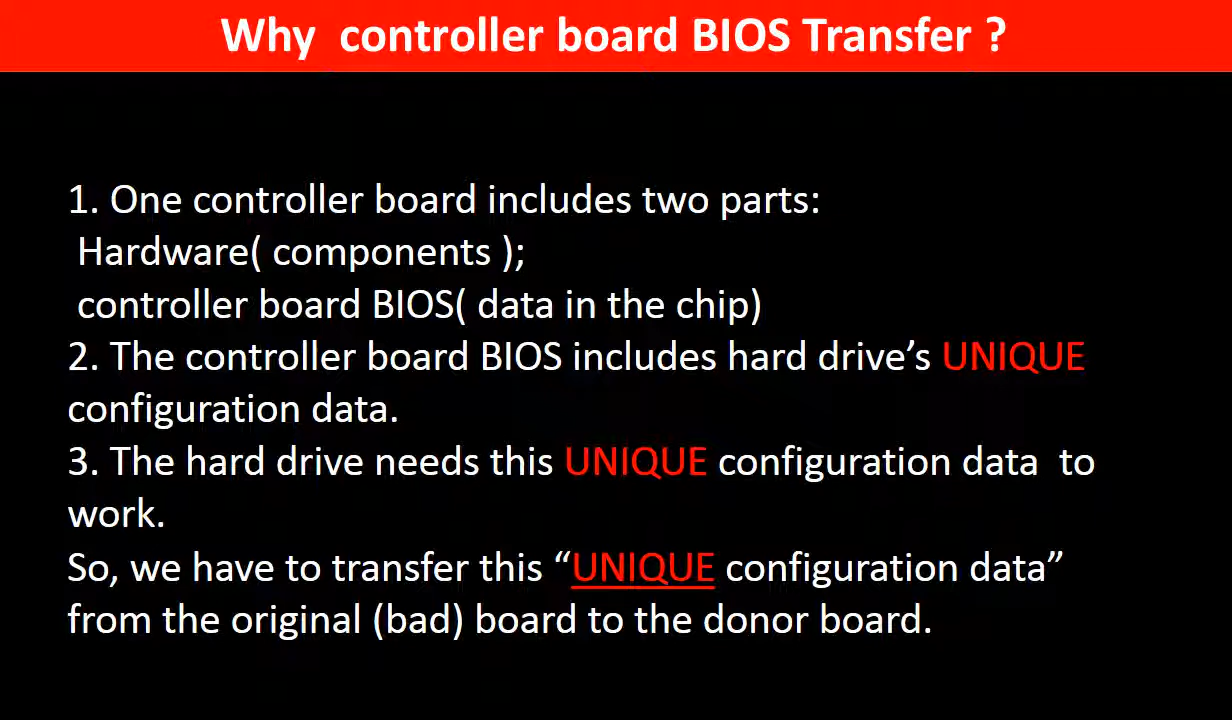 Why  controller board BIOS Transfer ?
1. One controller board includes two parts:
Hardware( components );
controller board BIOS( data in the chip)
2. The controller board BIOS includes hard drive’s UNIQUE
configuration data.
3. The hard drive needs this UNIQUE configuration data  to
work.
So, we have to transfer this “UNIQUE configuration data”
from the original (bad) board to the donor board.